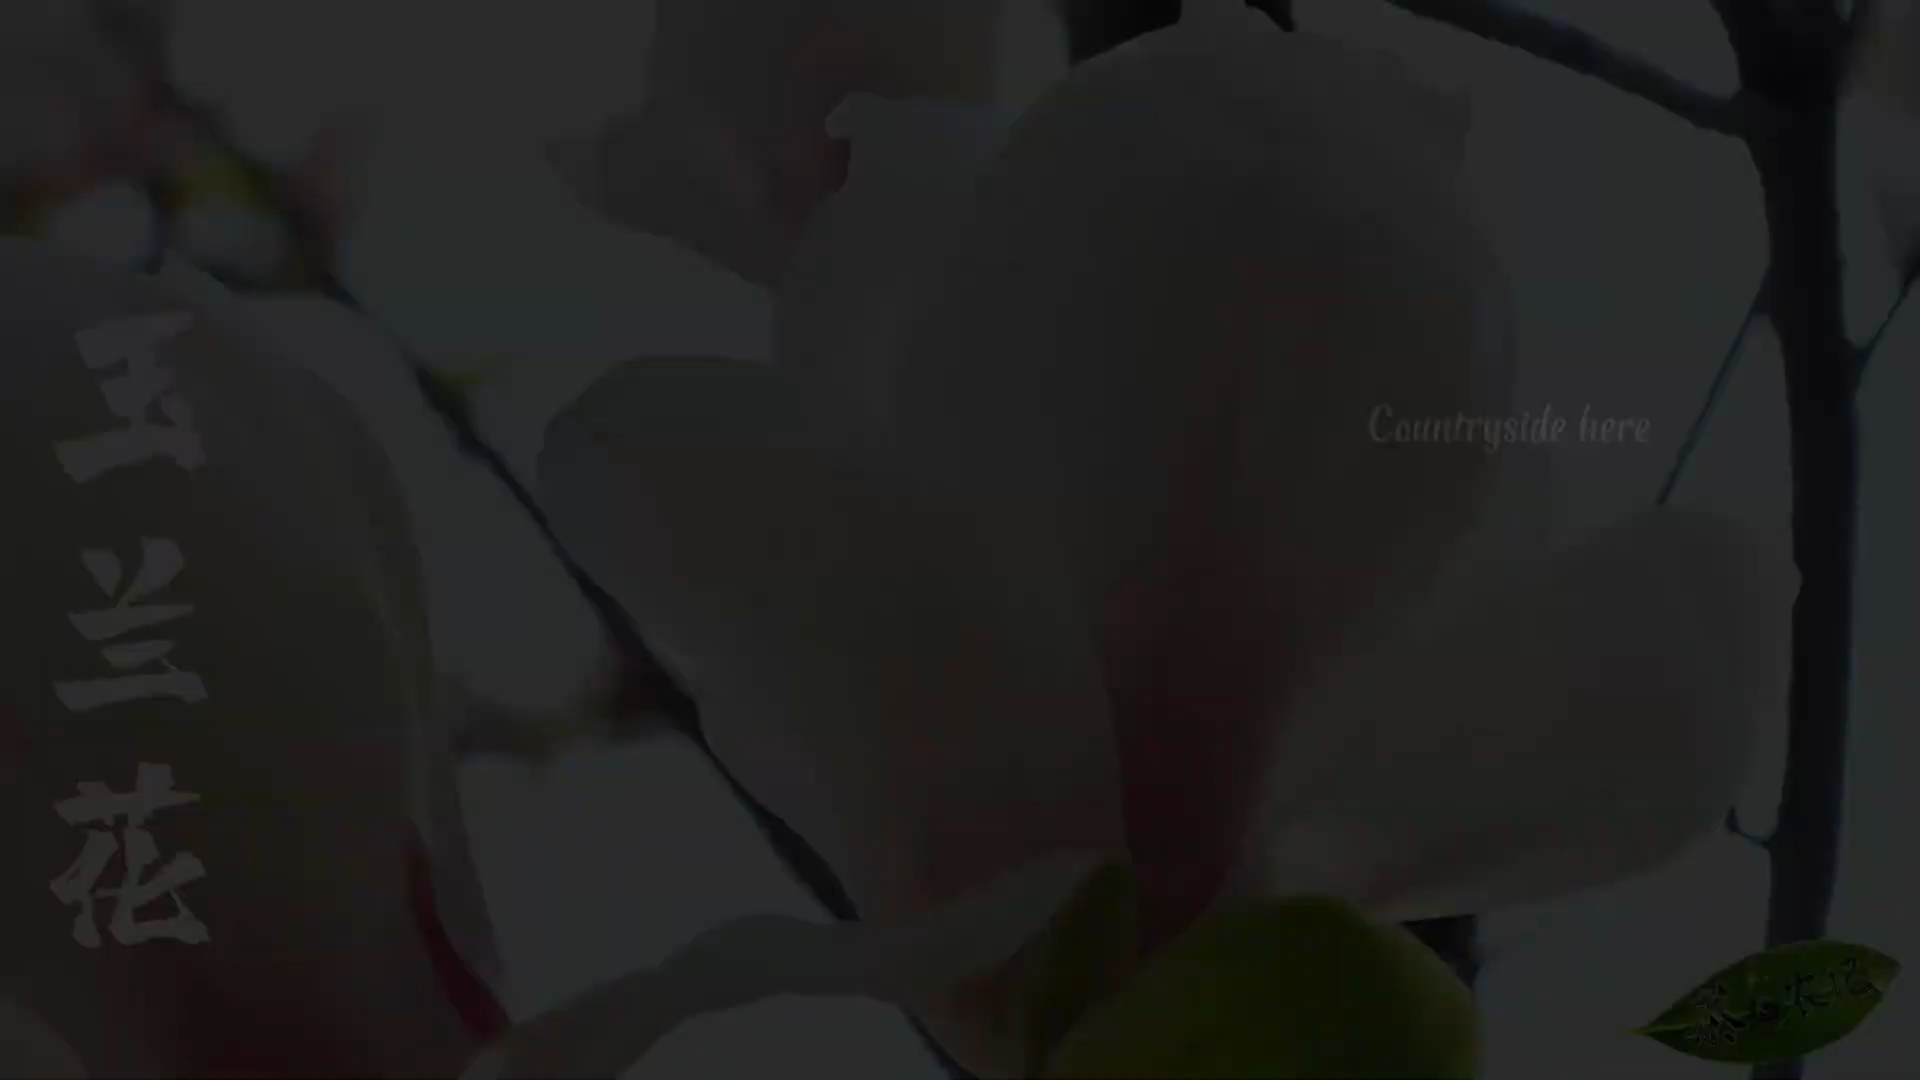 玉兰花
Countryside here